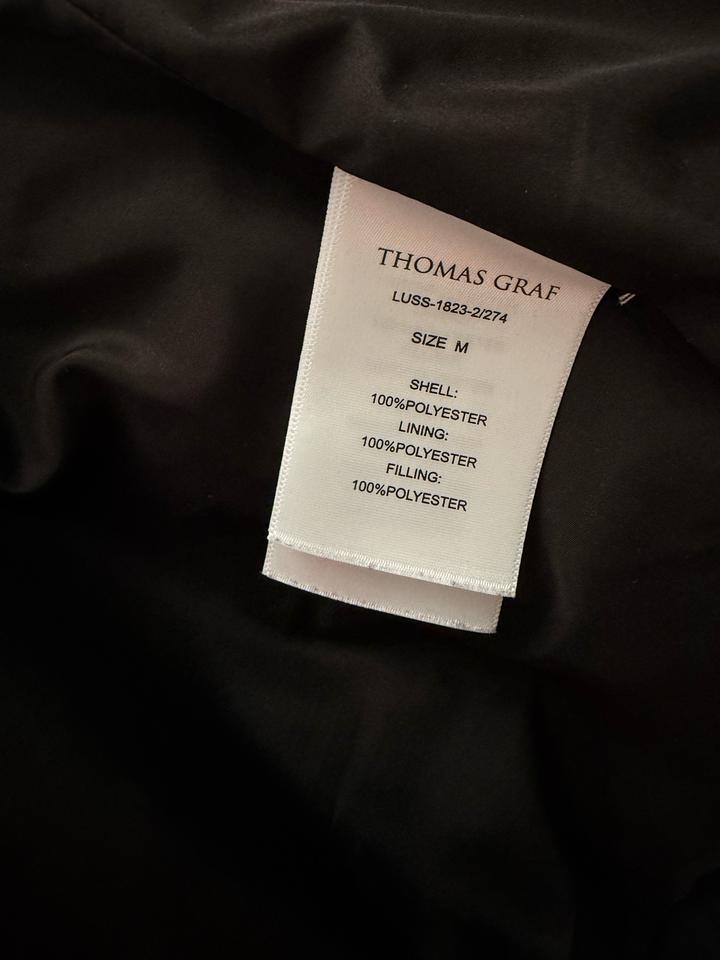 THOMAS GRAF
LUSS-1823-2/274
SIZE M
SHELL:
100%POLYESTER
LINING:
100%POLYESTER
FILLING:
100%POLYESTER